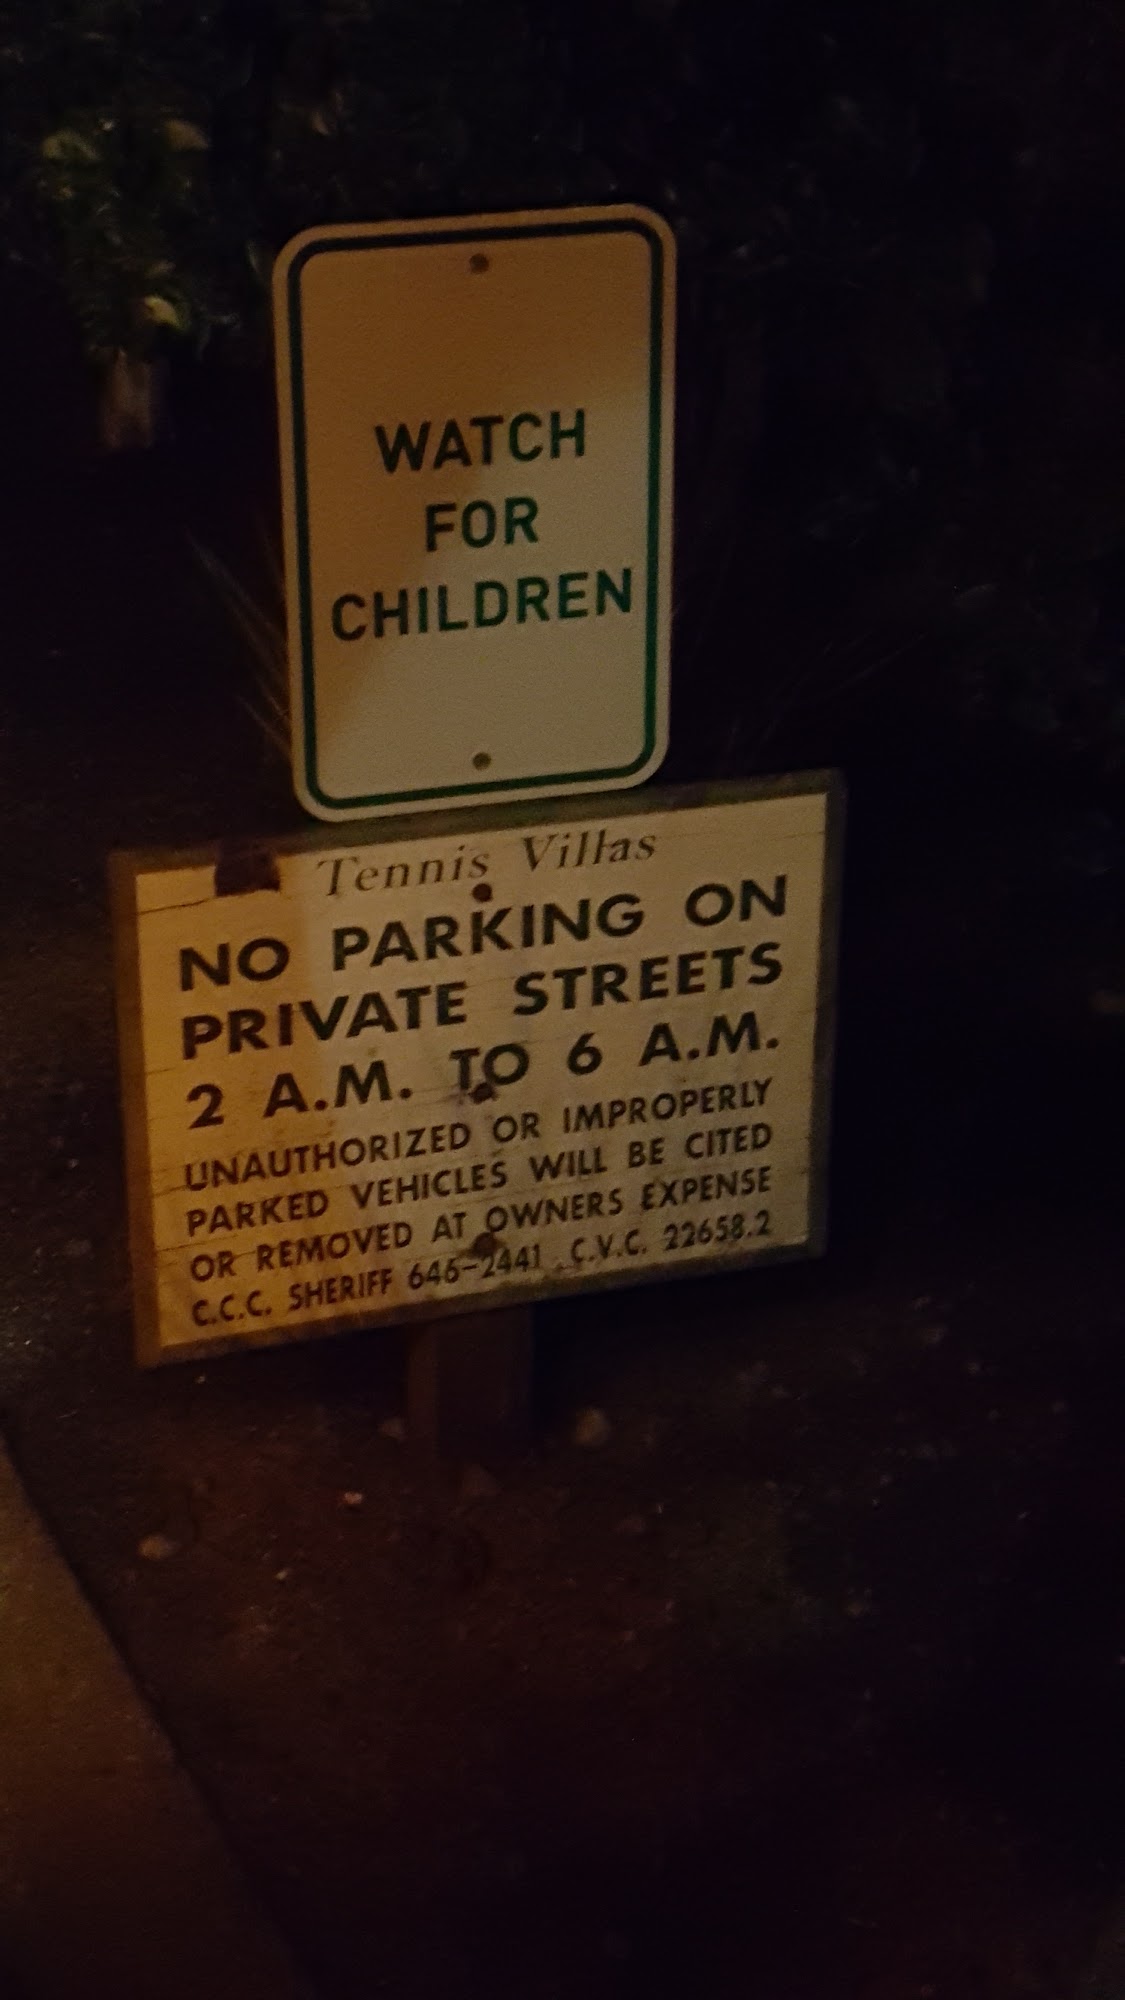 WATCH
FOR
CHILDREN
Tennis Villas
NO PARKING ON
PRIVATE STREETS
2 A.M. TO 6 A.M.
UNAUTHORIZED OR IMPROPERLY
PARKED VEHICLES WILL BE CITED
OR REMOVED AT OWNERS EXPENSE
C.C.C. SHERIFF 646-2441 C.V.C. 22658.2